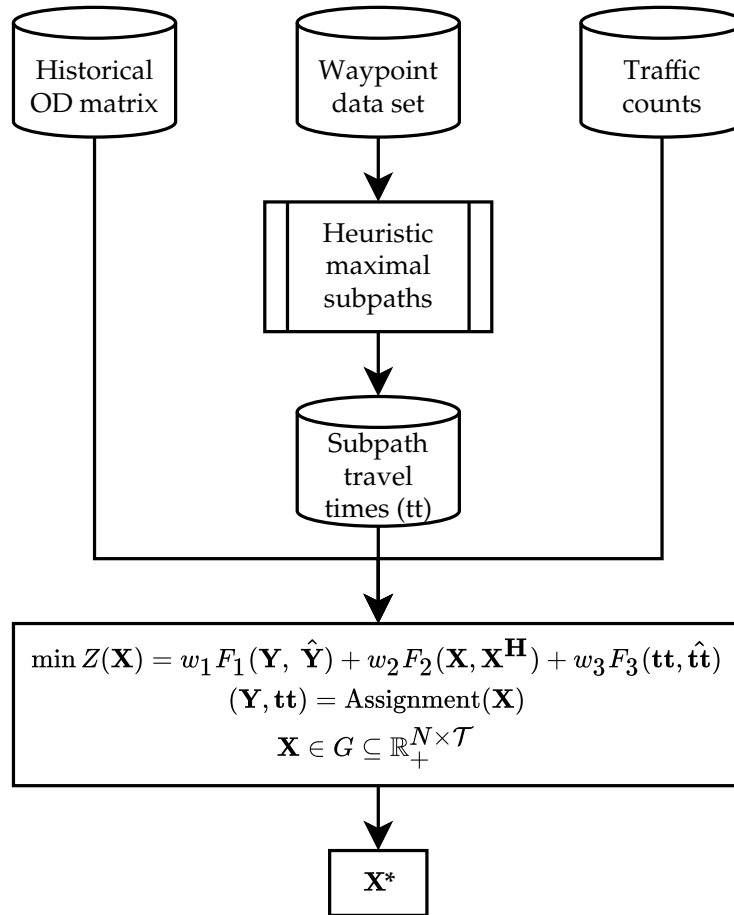 Historical
OD matrix
Waypoint
data set
Traffic
counts
Heuristic
maximal
subpaths
Subpath
travel
times (tt)
min Z(𝐗) = w₁F₁(𝐘, 𝐘̂) + w₂F₂(𝐗, 𝐗ᴴ) + w₃F₃(𝐭𝐭, 𝐭𝐭̂)
(𝐘, 𝐭𝐭) = Assignment(𝐗)
𝐗 ∈ G ⊆ ℝ₊^{N×𝒯}
X*